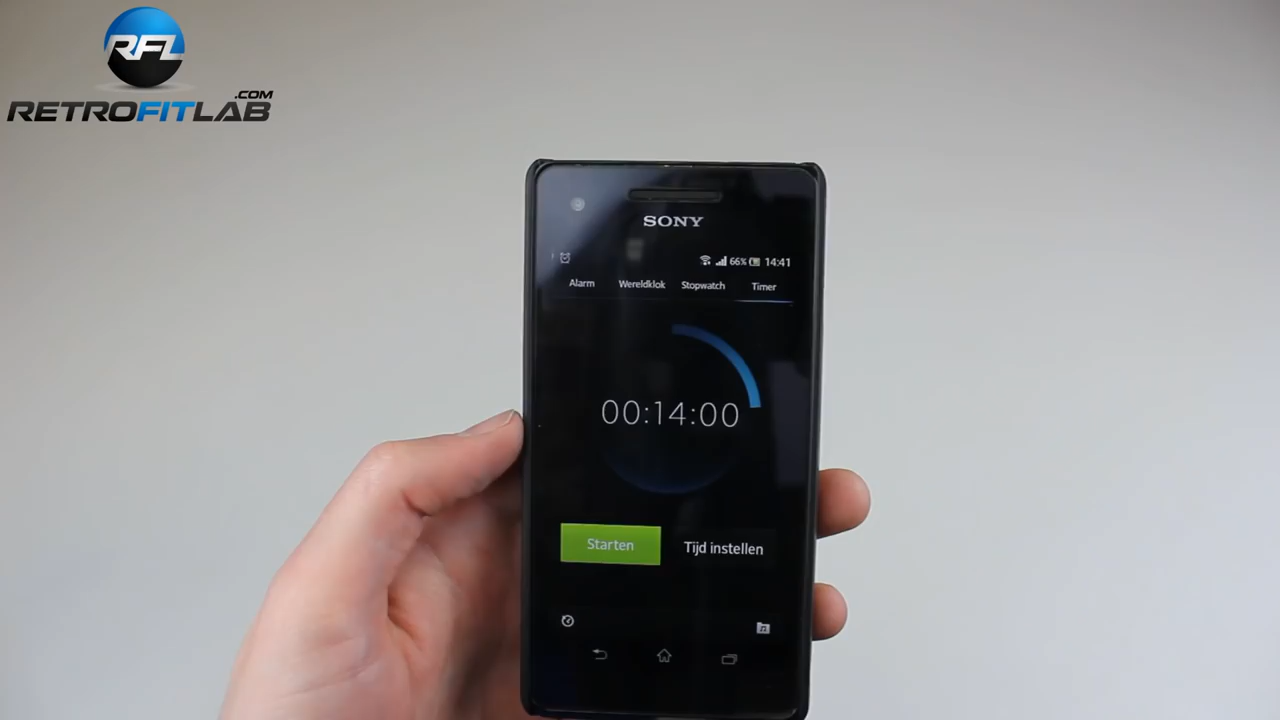 RFL
.COM
RETROFITLAB
SONY
66% 14:41
Alarm Wereldklok Stopwatch Timer
00:14:00
Starten Tijd instellen